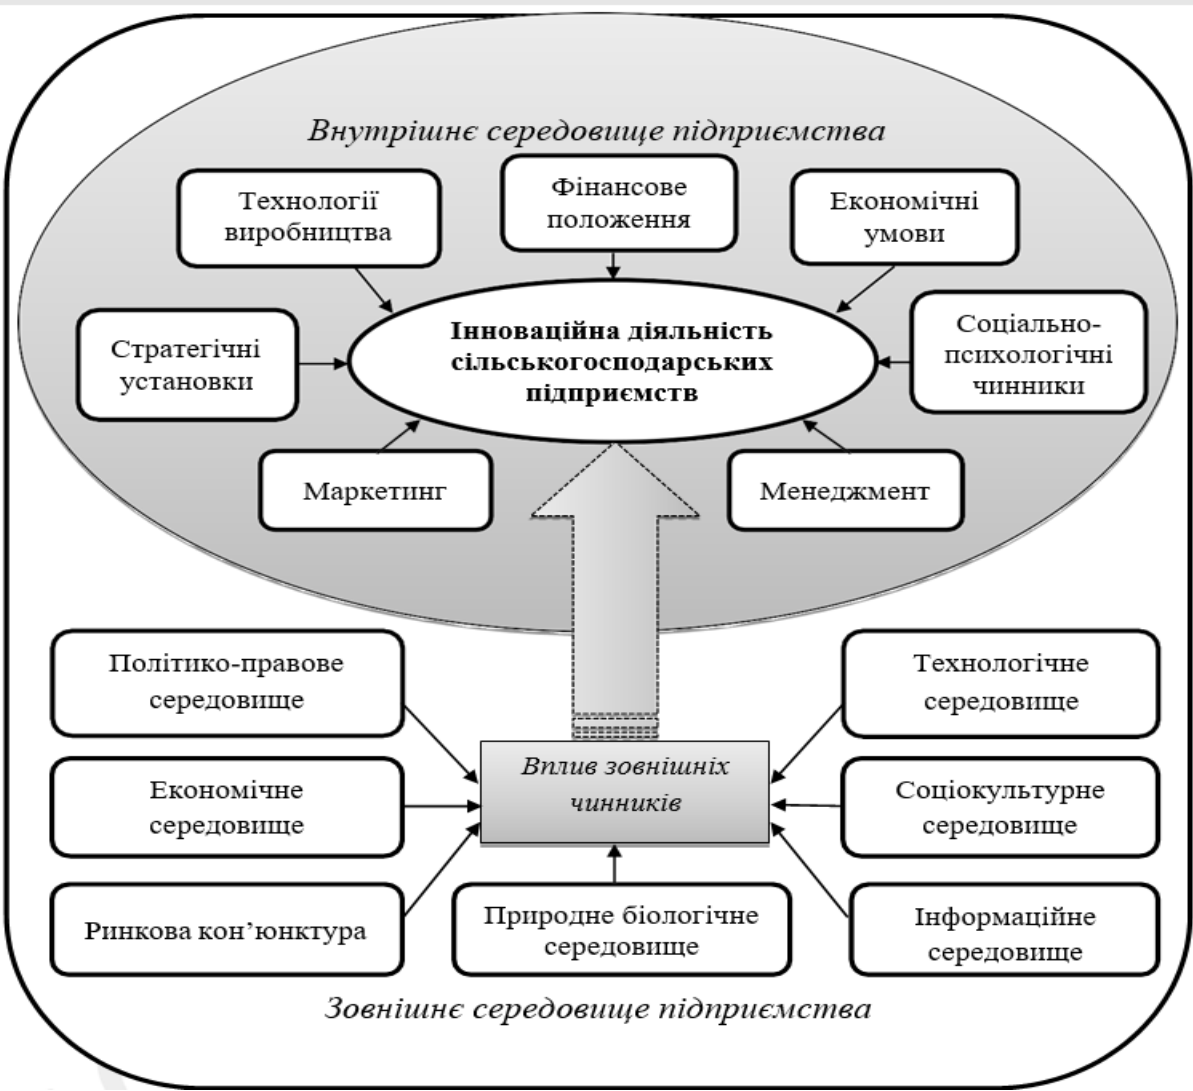 Внутрішнє середовище підприємства
Технології
виробництва
Фінансове
положення
Економічні
умови
Стратегічні
установки
Інноваційна діяльність
сільськогосподарських
підприємств
Соціально-
психологічні
чинники
Маркетинг
Менеджмент
Політико-правове
середовище
Технологічне
середовище
Вплив зовнішніх
чинників
Економічне
середовище
Соціокультурне
середовище
Ринкова кон’юнктура
Природне біологічне
середовище
Інформаційне
середовище
Зовнішнє середовище підприємства